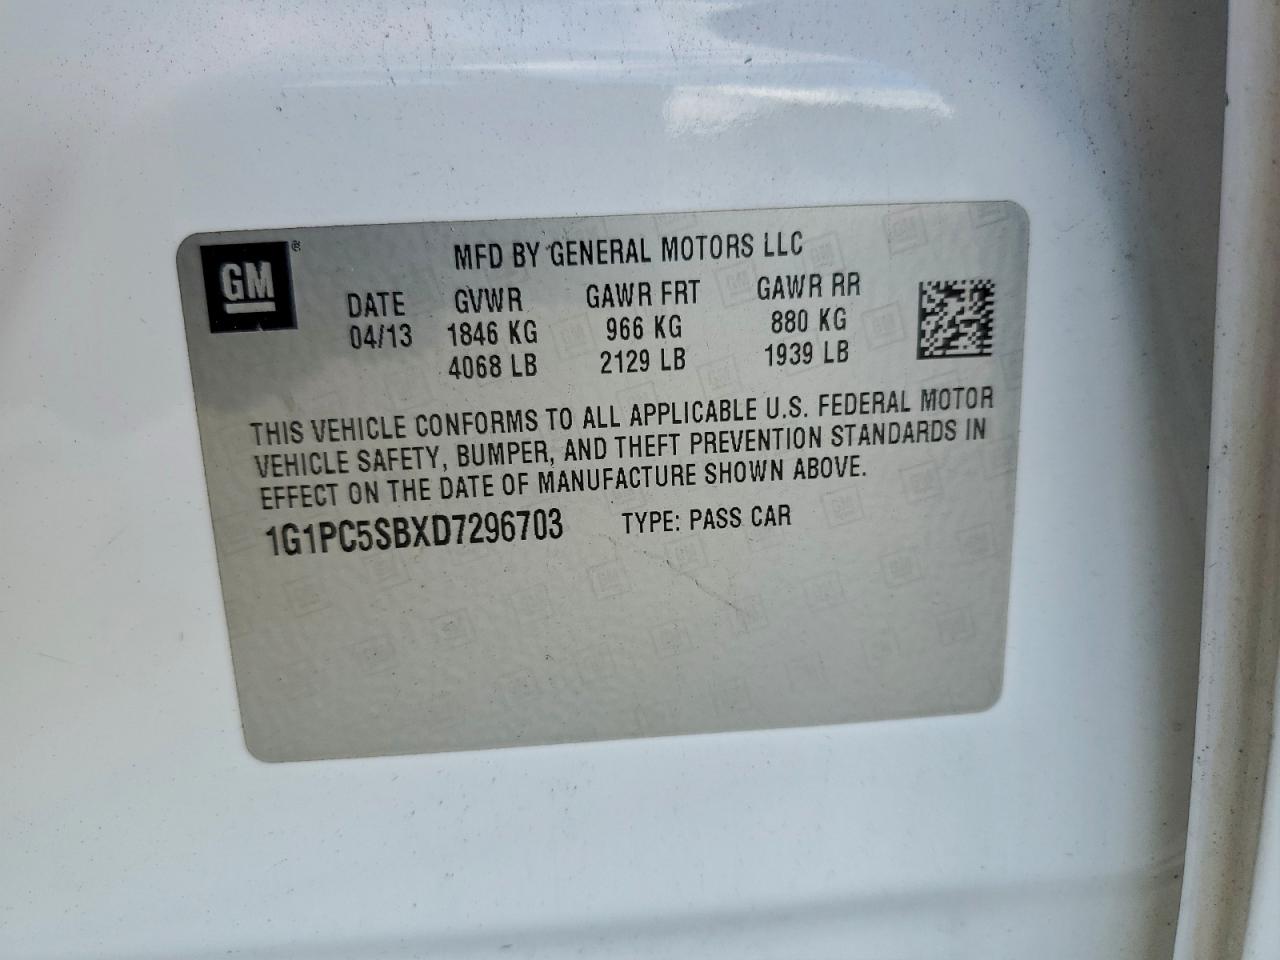 GM®
MFD BY GENERAL MOTORS LLC
DATE GVWR GAWR FRT GAWR RR
04/13 1846 KG 966 KG 880 KG
4068 LB 2129 LB 1939 LB
THIS VEHICLE CONFORMS TO ALL APPLICABLE U.S. FEDERAL MOTOR
VEHICLE SAFETY, BUMPER, AND THEFT PREVENTION STANDARDS IN
EFFECT ON THE DATE OF MANUFACTURE SHOWN ABOVE.
1G1PC5SBXD7296703 TYPE: PASS CAR